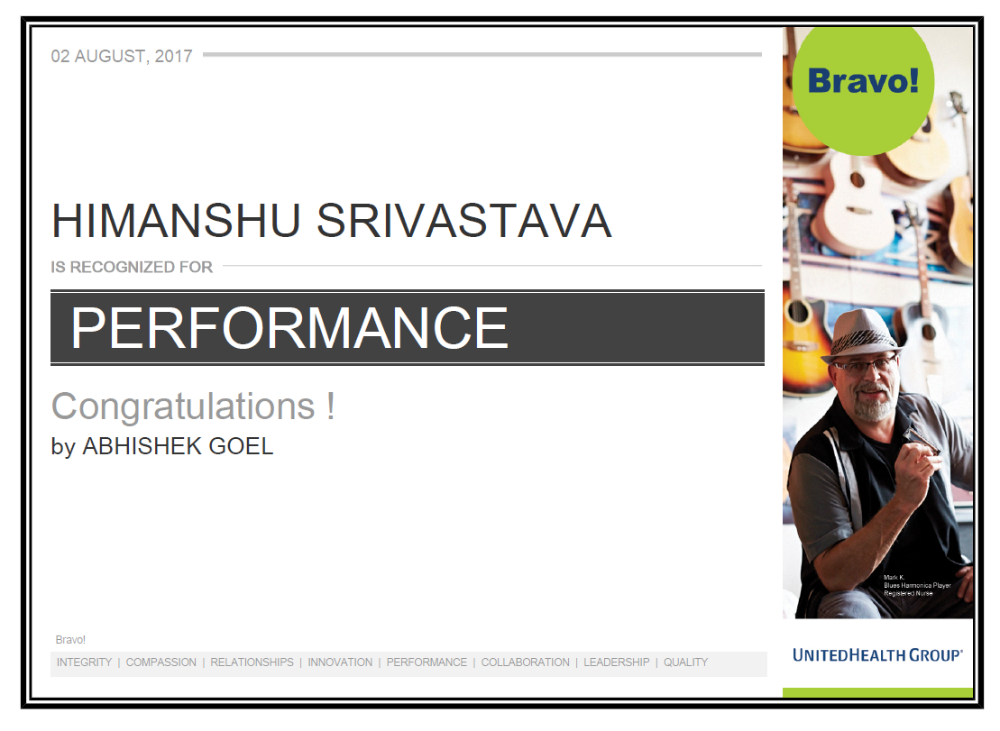 02 AUGUST, 2017
Bravo!
HIMANSHU SRIVASTAVA
IS RECOGNIZED FOR
PERFORMANCE
Congratulations !
by ABHISHEK GOEL
Mark K.
Blues Harmonica Player
Registered Nurse
Bravo!
INTEGRITY | COMPASSION | RELATIONSHIPS | INNOVATION | PERFORMANCE | COLLABORATION | LEADERSHIP | QUALITY
UNITEDHEALTH GROUP®